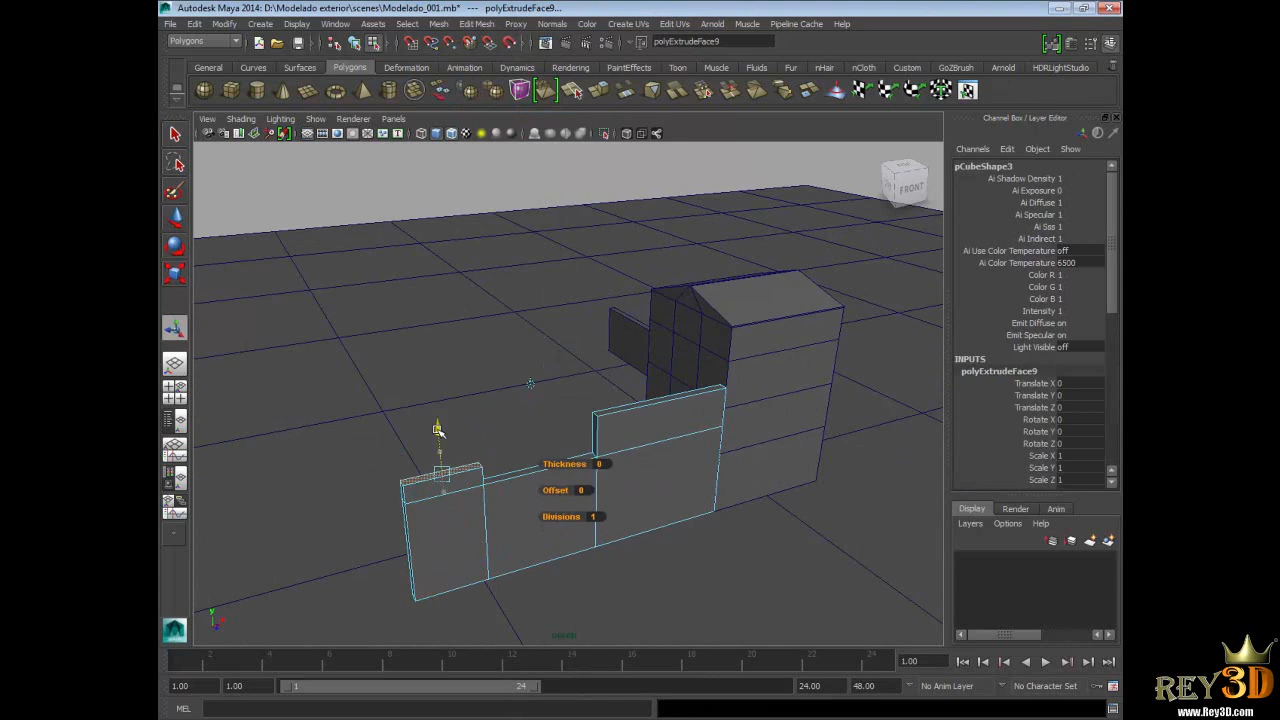 Autodesk Maya 2014: D:\Modelado exterior\scenes\Modelado_001.mb* --- polyExtrudeFace9...
File Edit Modify Create Display Window Assets Select Mesh Edit Mesh Proxy Normals Color Create UVs Edit UVs Arnold Muscle Pipeline Cache Help
Polygons polyExtrudeFace9
General Curves Surfaces Polygons Deformation Animation Dynamics Rendering PaintEffects Toon Muscle Fluids Fur nHair nCloth Custom GoZBrush Arnold HDRLightStudio
View Shading Lighting Show Renderer Panels
Channel Box / Layer Editor
Channels Edit Object Show
pCubeShape3
Ai Shadow Density 1
Ai Exposure 0
Ai Diffuse 1
Ai Specular 1
Ai Sss 1
Ai Indirect 1
Ai Use Color Temperature off
Ai Color Temperature 6500
Color R 1
Color G 1
Color B 1
Intensity 1
Emit Diffuse on
Emit Specular on
Light Visible off
INPUTS
polyExtrudeFace9
Translate X 0
Translate Y 0
Translate Z 0
Rotate X 0
Rotate Y 0
Rotate Z 0
Scale X 1
Scale Y 1
Scale Z 1
FRONT
Thickness 0
Offset 0
Divisions 1
y
Display Render Anim
Layers Options Help
2 4 6 8 10 12 14 16 18 20 22 24
1.00
1.00 1.00 1 24 24.00 48.00 No Anim Layer No Character Set
MEL
REY3D
www.Rey3D.com